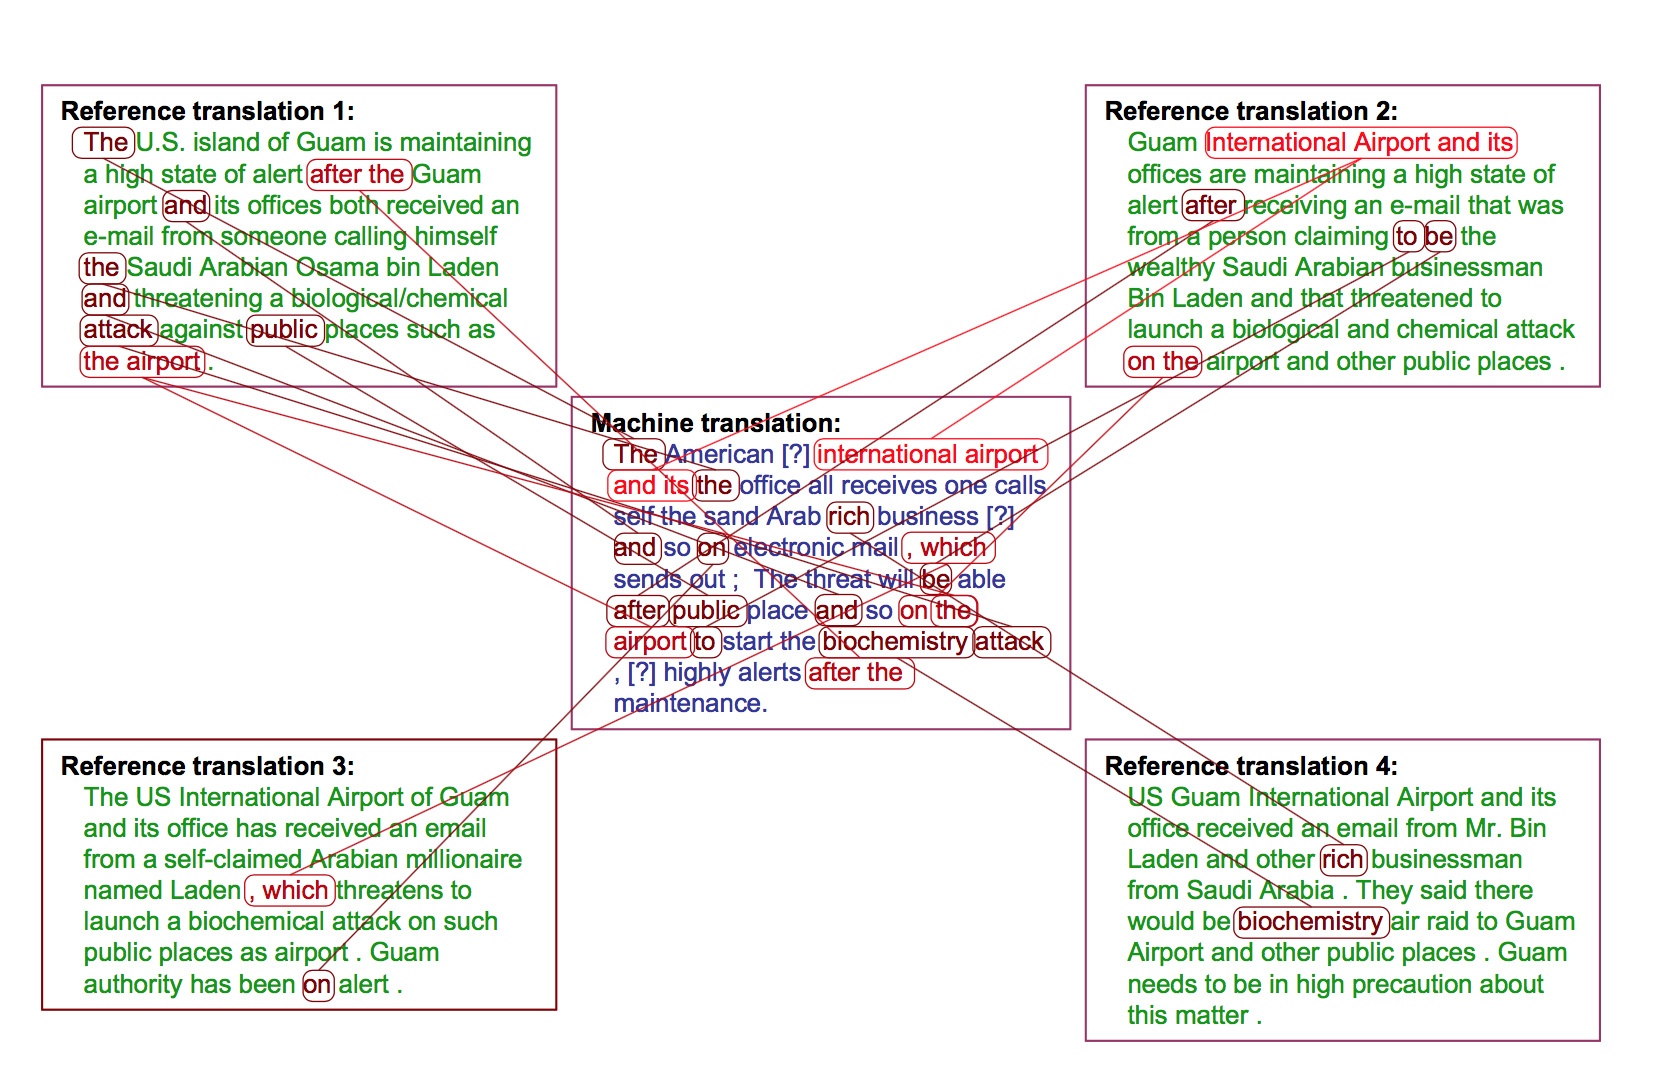 Reference translation 1:
The U.S. island of Guam is maintaining
a high state of alert after the Guam
airport and its offices both received an
e-mail from someone calling himself
the Saudi Arabian Osama bin Laden
and threatening a biological/chemical
attack against public places such as
the airport .
Reference translation 2:
Guam International Airport and its
offices are maintaining a high state of
alert after receiving an e-mail that was
from a person claiming to be the
wealthy Saudi Arabian businessman
Bin Laden and that threatened to
launch a biological and chemical attack
on the airport and other public places .
Machine translation:
The American [?] international airport
and its the office all receives one calls
self the sand Arab rich business [?]
and so on electronic mail , which
sends out ; The threat will be able
after public place and so on the
airport to start the biochemistry attack
, [?] highly alerts after the
maintenance.
Reference translation 3:
The US International Airport of Guam
and its office has received an email
from a self-claimed Arabian millionaire
named Laden , which threatens to
launch a biochemical attack on such
public places as airport . Guam
authority has been on alert .
Reference translation 4:
US Guam International Airport and its
office received an email from Mr. Bin
Laden and other rich businessman
from Saudi Arabia . They said there
would be biochemistry air raid to Guam
Airport and other public places . Guam
needs to be in high precaution about
this matter .